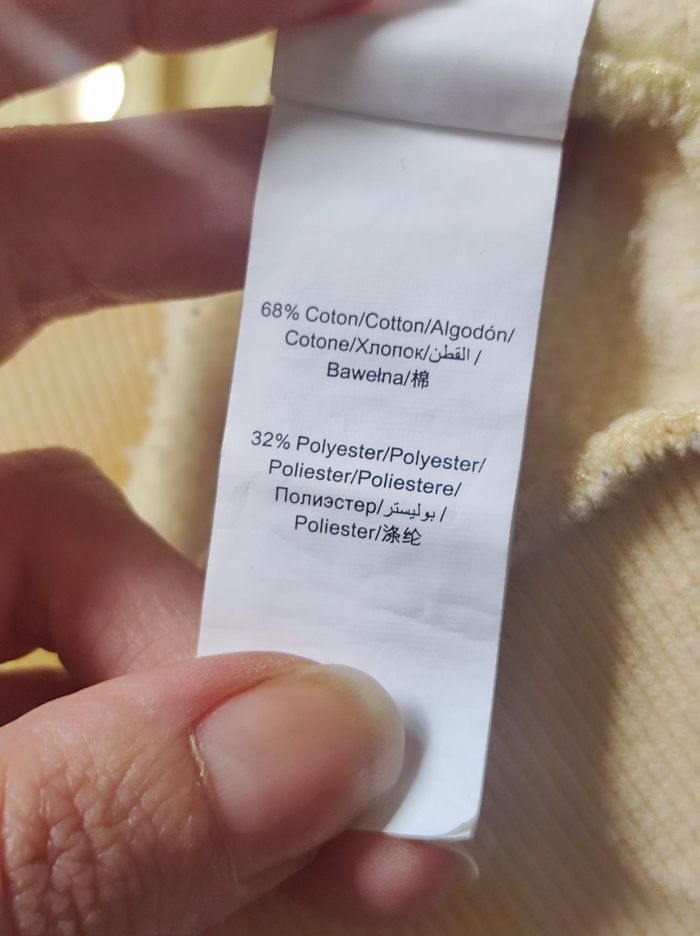 68% Coton/Cotton/Algodón/
Cotone/Хлопок/القطن/
Bawełna/棉
32% Polyester/Polyester/
Poliester/Poliestere/
Полиэстер/بوليستر/
Poliester/涤纶